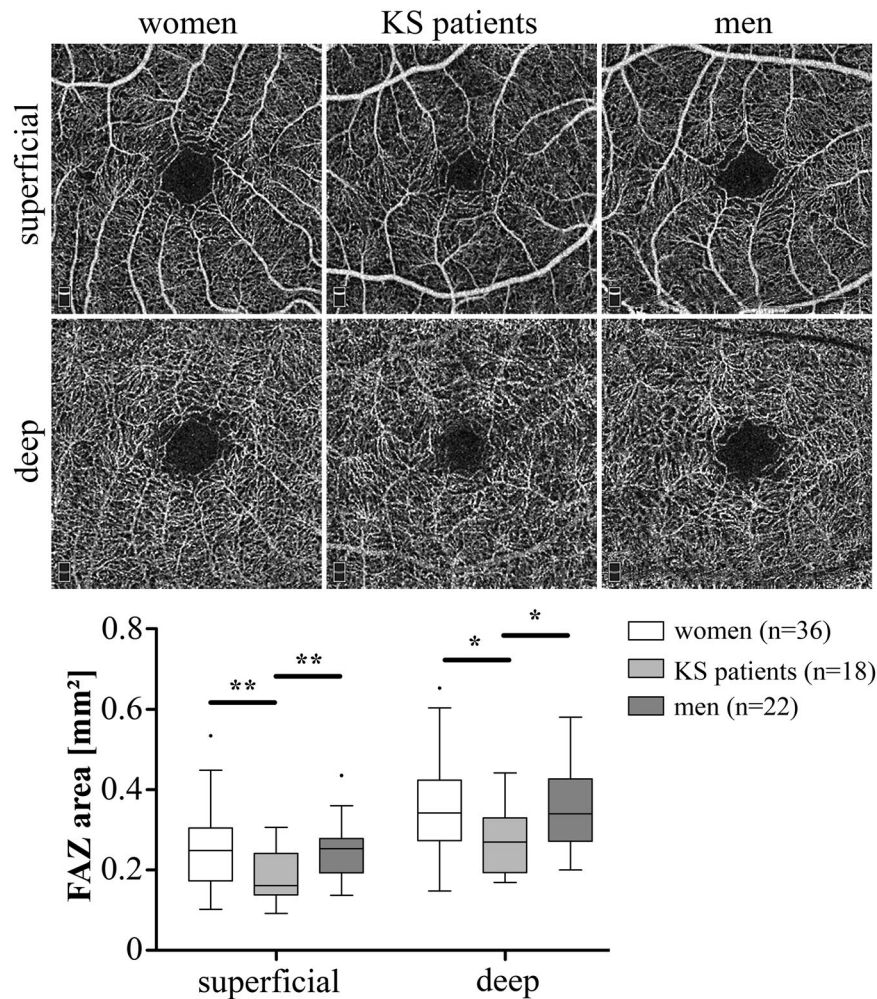 women KS patients men
superficial
deep
0.8
0.6
0.4
0.2
0
FAZ area [mm²]
** **
* *
superficial deep
women (n=36)
KS patients (n=18)
men (n=22)